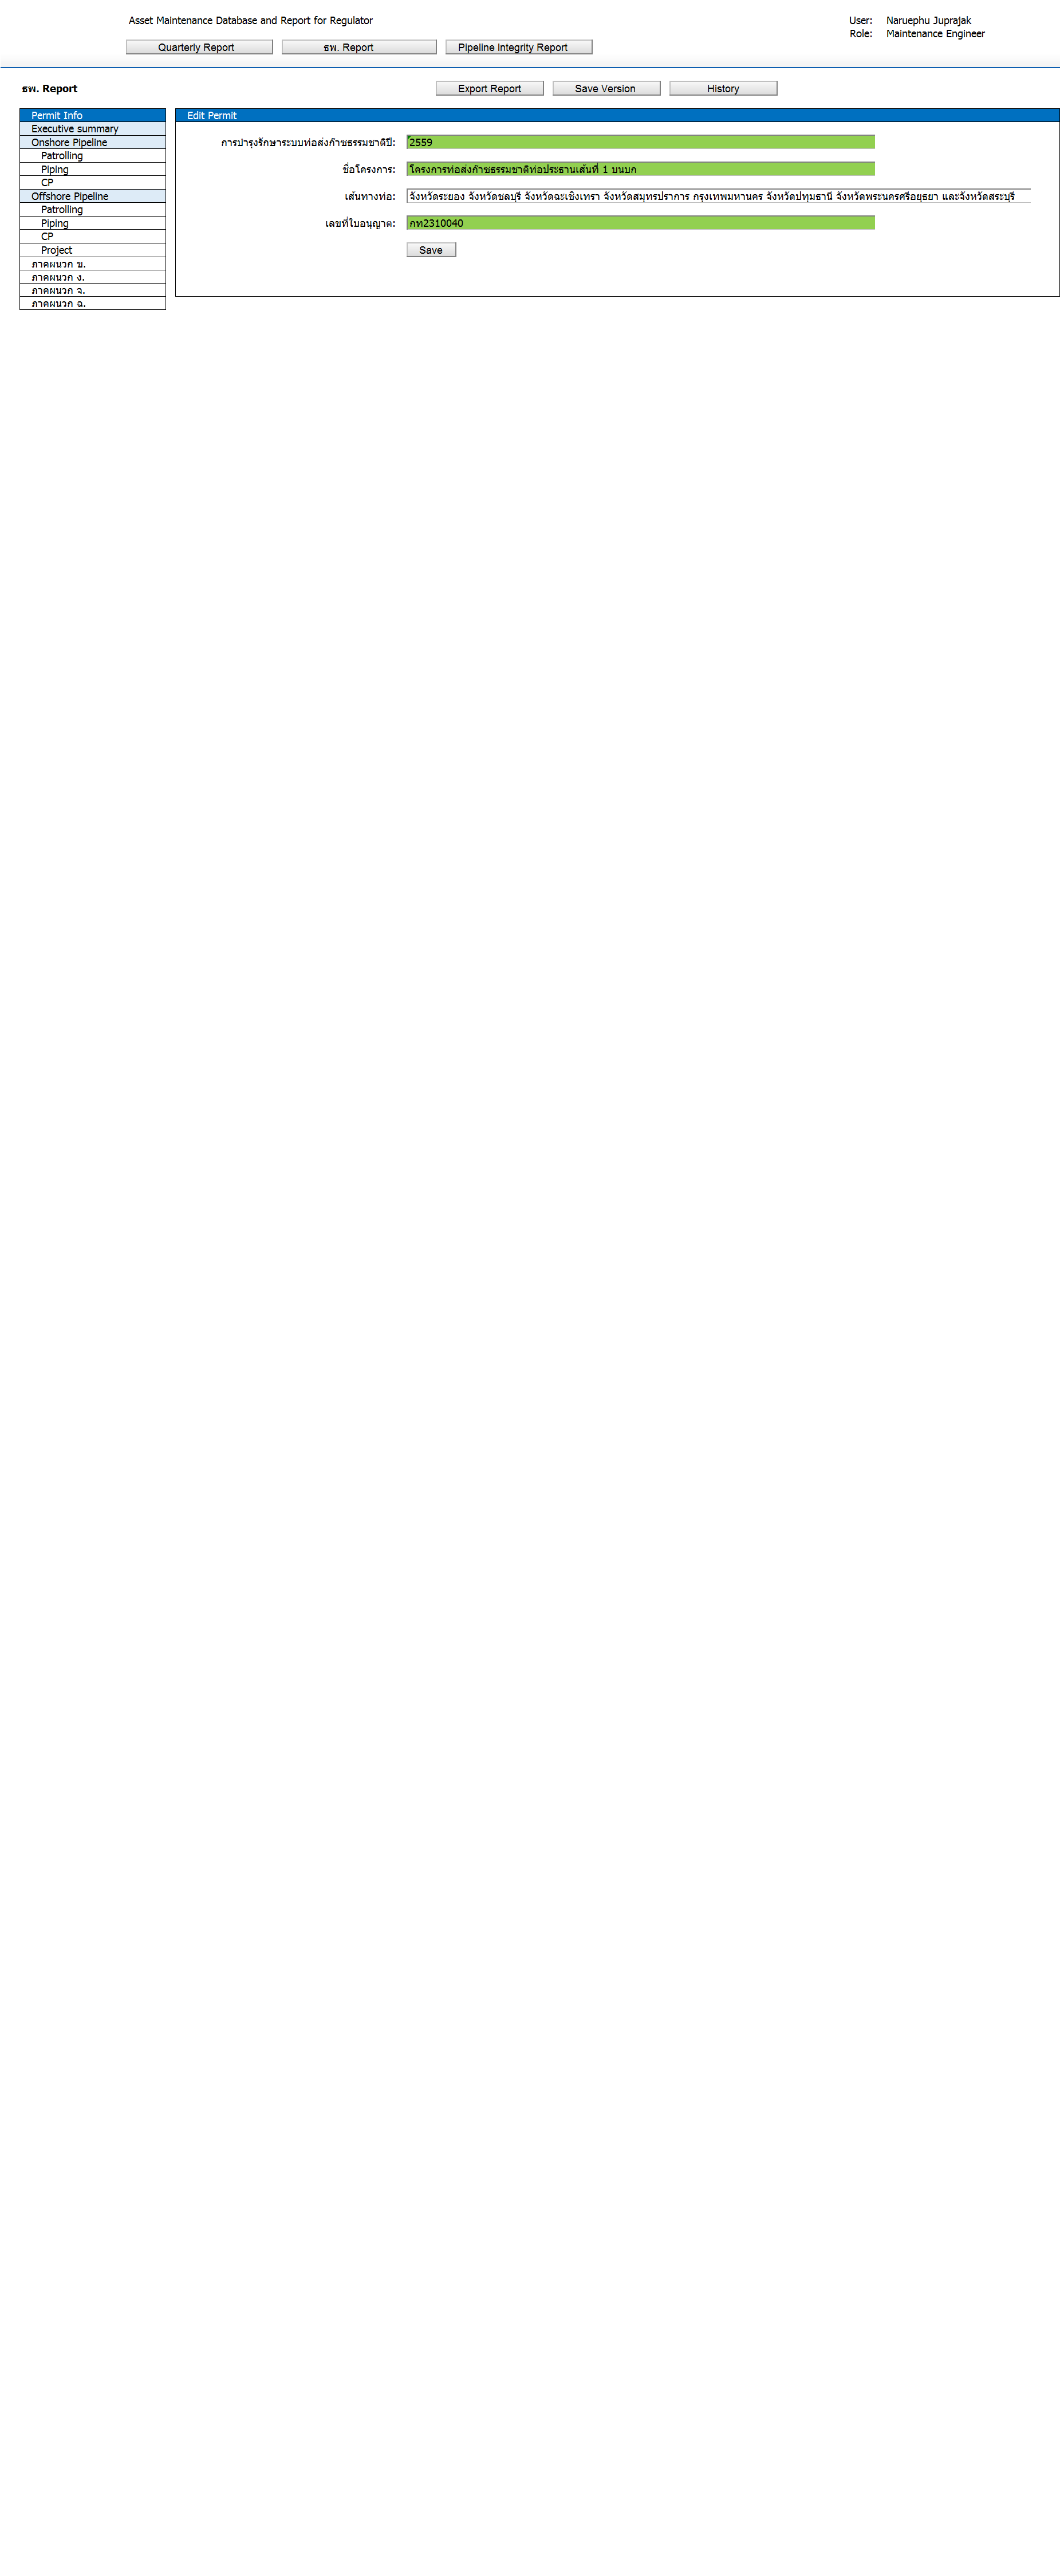 Asset Maintenance Database and Report for Regulator
User: Naruephu Juprajak
Role: Maintenance Engineer
Quarterly Report ธพ. Report Pipeline Integrity Report
ธพ. Report
Export Report Save Version History
Permit Info
Executive summary
Onshore Pipeline
Patrolling
Piping
CP
Offshore Pipeline
Patrolling
Piping
CP
Project
ภาคผนวก ข.
ภาคผนวก ง.
ภาคผนวก จ.
ภาคผนวก ฉ.
Edit Permit
การบำรุงรักษาระบบท่อส่งก๊าซธรรมชาติปี: 2559
ชื่อโครงการ: โครงการท่อส่งก๊าซธรรมชาติท่อประธานเส้นที่ 1 บนบก
เส้นทางท่อ: จังหวัดระยอง จังหวัดชลบุรี จังหวัดฉะเชิงเทรา จังหวัดสมุทรปราการ กรุงเทพมหานคร จังหวัดปทุมธานี จังหวัดพระนครศรีอยุธยา และจังหวัดสระบุรี
เลขที่ใบอนุญาต: กท2310040
Save